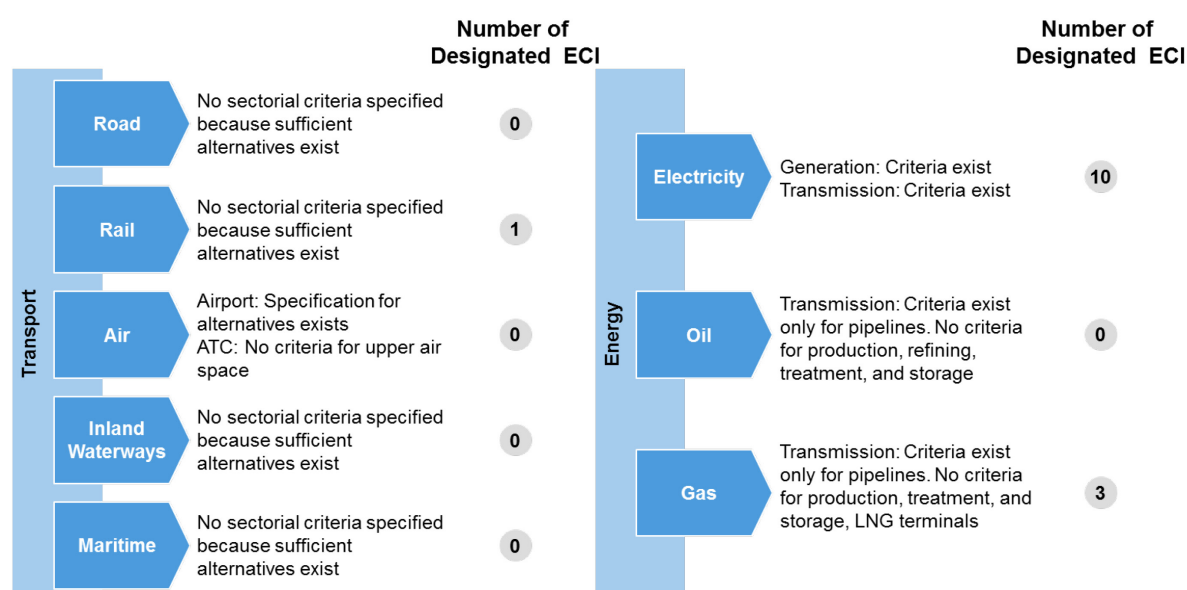 Number of
Designated ECI
Transport
Road
No sectorial criteria specified
because sufficient
alternatives exist
0
Rail
No sectorial criteria specified
because sufficient
alternatives exist
1
Air
Airport: Specification for
alternatives exists
ATC: No criteria for upper air
space
0
Inland
Waterways
No sectorial criteria specified
because sufficient
alternatives exist
0
Maritime
No sectorial criteria specified
because sufficient
alternatives exist
0
Number of
Designated ECI
Energy
Electricity
Generation: Criteria exist
Transmission: Criteria exist
10
Oil
Transmission: Criteria exist
only for pipelines. No criteria
for production, refining,
treatment, and storage
0
Gas
Transmission: Criteria exist
only for pipelines. No criteria
for production, treatment, and
storage, LNG terminals
3